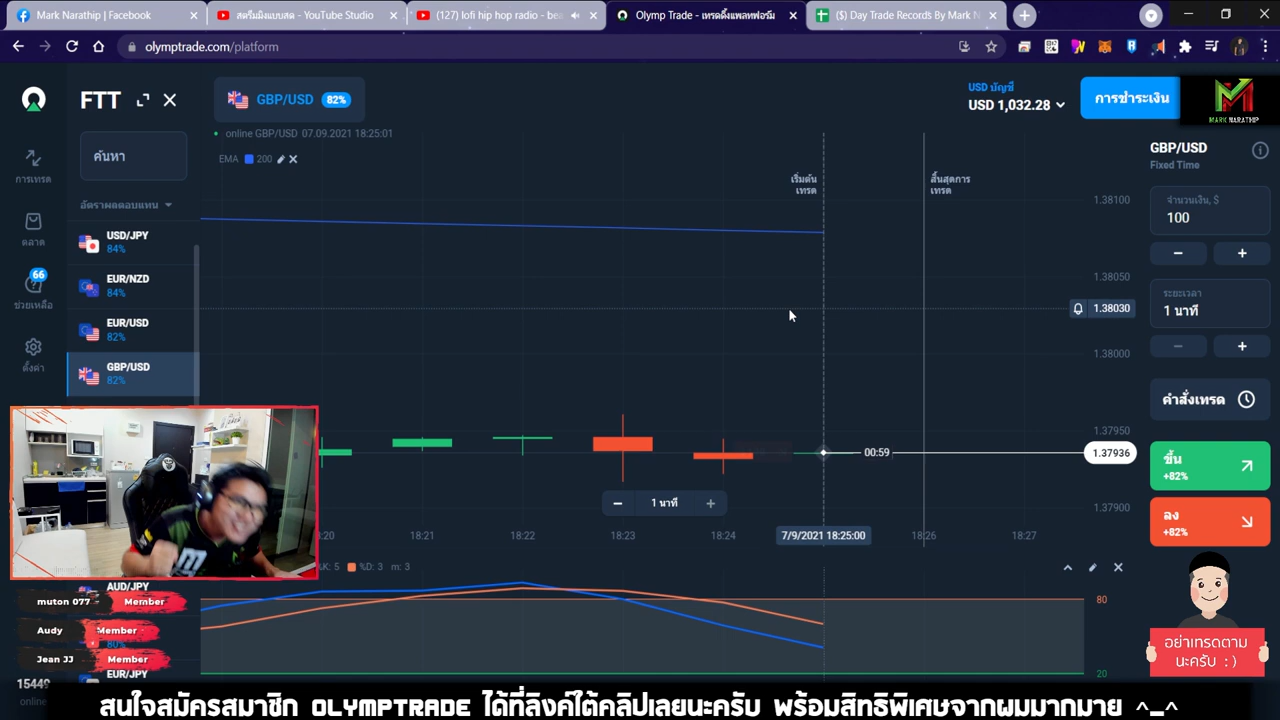 Mark Narathip | Facebook
สตรีมมิงแบบสด - YouTube Studio
(127) lofi hip hop radio - bea
Olymp Trade - เทรดดิ้งแพลทฟอร์ม
($) Day Trade Records By Mark N
olymptrade.com/platform
FTT
GBP/USD 82%
USD บัญชี
USD 1,032.28
การชำระเงิน
MARK NARATHIP
online GBP/USD 07.09.2021 18:25:01
EMA 200
การเทรด
ตลาด
66
ช่วยเหลือ
ตั้งค่า
ค้นหา
อัตราผลตอบแทน
USD/JPY
84%
EUR/NZD
84%
EUR/USD
82%
GBP/USD
82%
AUD/JPY
80%
EUR/JPY
เริ่มต้น
เทรด
สิ้นสุดการ
เทรด
1.38100
1.38050
1.38030
1.38000
1.37950
1.37936
1.37900
00:59
1 นาที
:20
18:21
18:22
18:23
18:24
7/9/2021 18:25:00
18:26
18:27
%K: 5 %D: 3 m: 3
80
20
GBP/USD
Fixed Time
จำนวนเงิน, $
100
ระยะเวลา
1 นาที
คำสั่งเทรด
ขึ้น
+82%
ลง
+82%
muton 077 Member
Audy Member
Jean JJ Member
15449
online
อย่าเทรดตาม
นะครับ : )
สนใจสมัครสมาชิก OLYMPTRADE ได้ที่ลิงค์ใต้คลิปเลยนะครับ พร้อมสิทธิพิเศษจากผมมากมาย ^_^